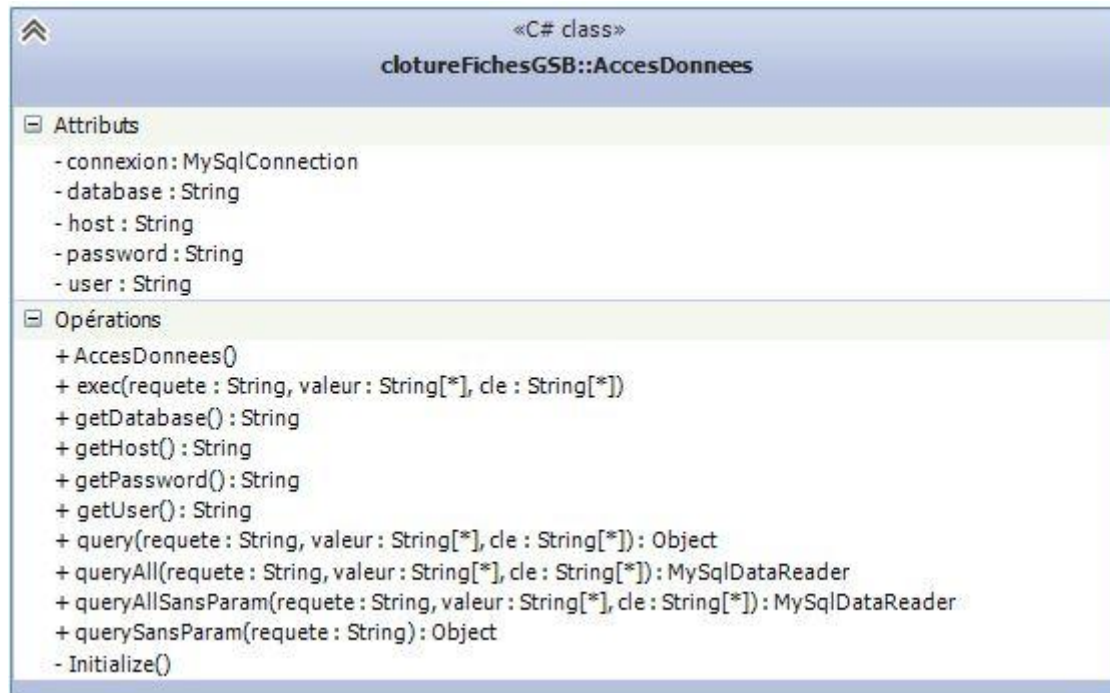 «C# class»
clotureFichesGSB::AccesDonnees
Attributs
- connexion: MySqlConnection
- database : String
- host : String
- password : String
- user : String
Opérations
+ AccesDonnees()
+ exec(requete : String, valeur : String[*], cle : String[*])
+ getDatabase() : String
+ getHost() : String
+ getPassword() : String
+ getUser() : String
+ query(requete : String, valeur : String[*], cle : String[*]) : Object
+ queryAll(requete : String, valeur : String[*], cle : String[*]) : MySqlDataReader
+ queryAllSansParam(requete : String, valeur : String[*], cle : String[*]) : MySqlDataReader
+ querySansParam(requete : String) : Object
- Initialize()